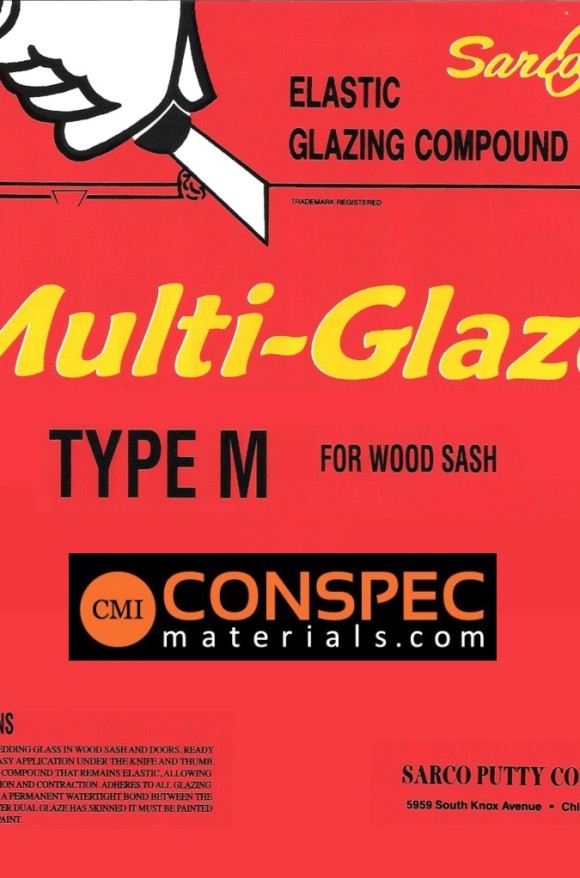 Sarco
ELASTIC
GLAZING COMPOUND
TRADEMARK REGISTERED
Multi-Glaze
TYPE M
FOR WOOD SASH
CMI
CONSPEC
materials.com
NS
EDDING GLASS IN WOOD SASH AND DOORS. READY
ASY APPLICATION UNDER THE KNIFE AND THUMB.
COMPOUND THAT REMAINS ELASTIC, ALLOWING
ION AND CONTRACTION. ADHERES TO ALL GLAZING
A PERMANENT WATERTIGHT BOND BETWEEN THE
ER DUAL GLAZE HAS SKINNED IT MUST BE PAINTED
PAINT.
SARCO PUTTY CO
5959 South Knox Avenue • Chi